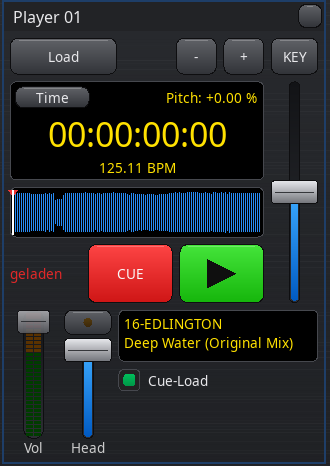 Player 01
Load
-
+
KEY
Time
Pitch: +0.00 %
00:00:00:00
125.11 BPM
geladen
CUE
16-EDLINGTON
Deep Water (Original Mix)
Cue-Load
Vol
Head